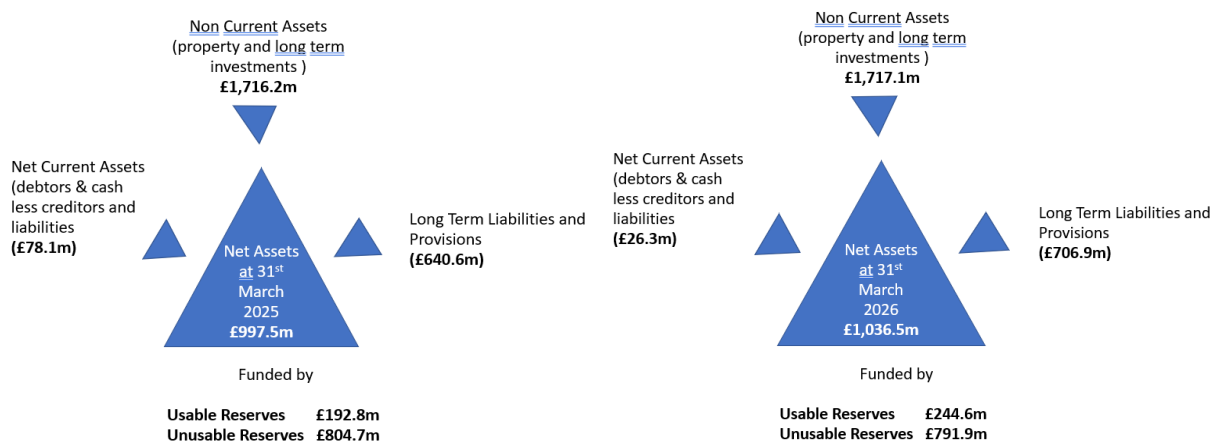 Non Current Assets
(property and long term
investments )
£1,716.2m
Net Current Assets
(debtors & cash
less creditors and
liabilities
(£78.1m)
Long Term Liabilities and
Provisions
(£640.6m)
Net Assets
at 31st
March
2025
£997.5m
Funded by
Usable Reserves £192.8m
Unusable Reserves £804.7m
Non Current Assets
(property and long term
investments )
£1,717.1m
Net Current Assets
(debtors & cash
less creditors and
liabilities
(£26.3m)
Long Term Liabilities and
Provisions
(£706.9m)
Net Assets
at 31st
March
2026
£1,036.5m
Funded by
Usable Reserves £244.6m
Unusable Reserves £791.9m